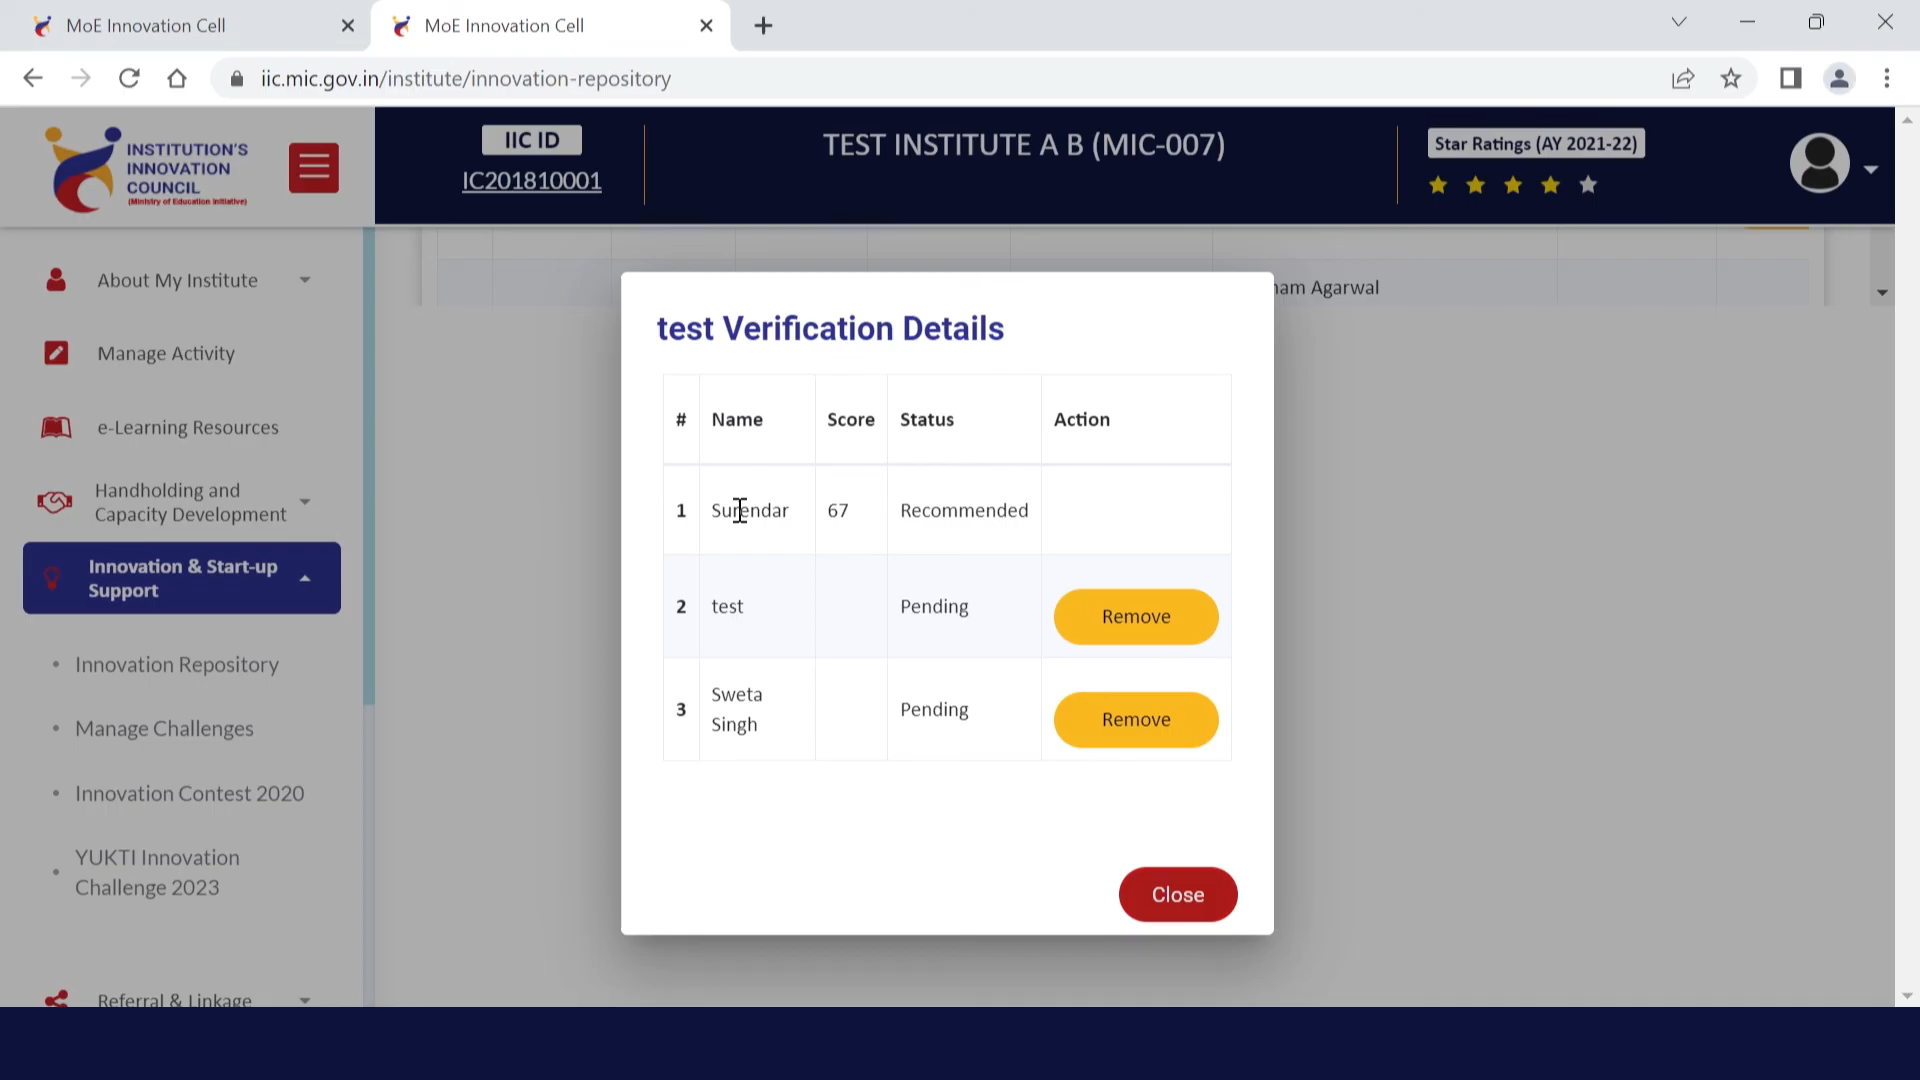 MoE Innovation Cell
MoE Innovation Cell
iic.mic.gov.in/institute/innovation-repository
INSTITUTION'S
INNOVATION
COUNCIL
(Ministry of Education Initiative)
IIC ID
IC201810001
TEST INSTITUTE A B (MIC-007)
Star Ratings (AY 2021-22)
About My Institute
Manage Activity
e-Learning Resources
Handholding and
Capacity Development
Innovation & Start-up
Support
Innovation Repository
Manage Challenges
Innovation Contest 2020
YUKTI Innovation
Challenge 2023
Referral & Linkage
Agarwal
test Verification Details
# Name Score Status Action
1 Surendar 67 Recommended
2 test Pending Remove
3 Sweta Singh Pending Remove
Close